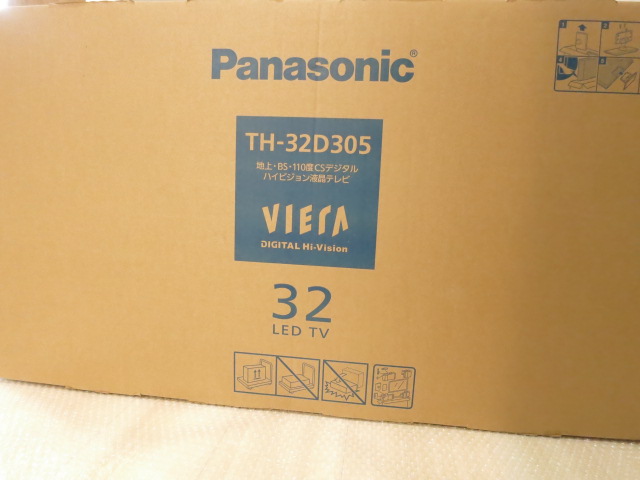 Panasonic®
TH-32D305
地上・BS・110度CSデジタル
ハイビジョン液晶テレビ
VIErA
DIGITAL Hi-Vision
32
LED TV